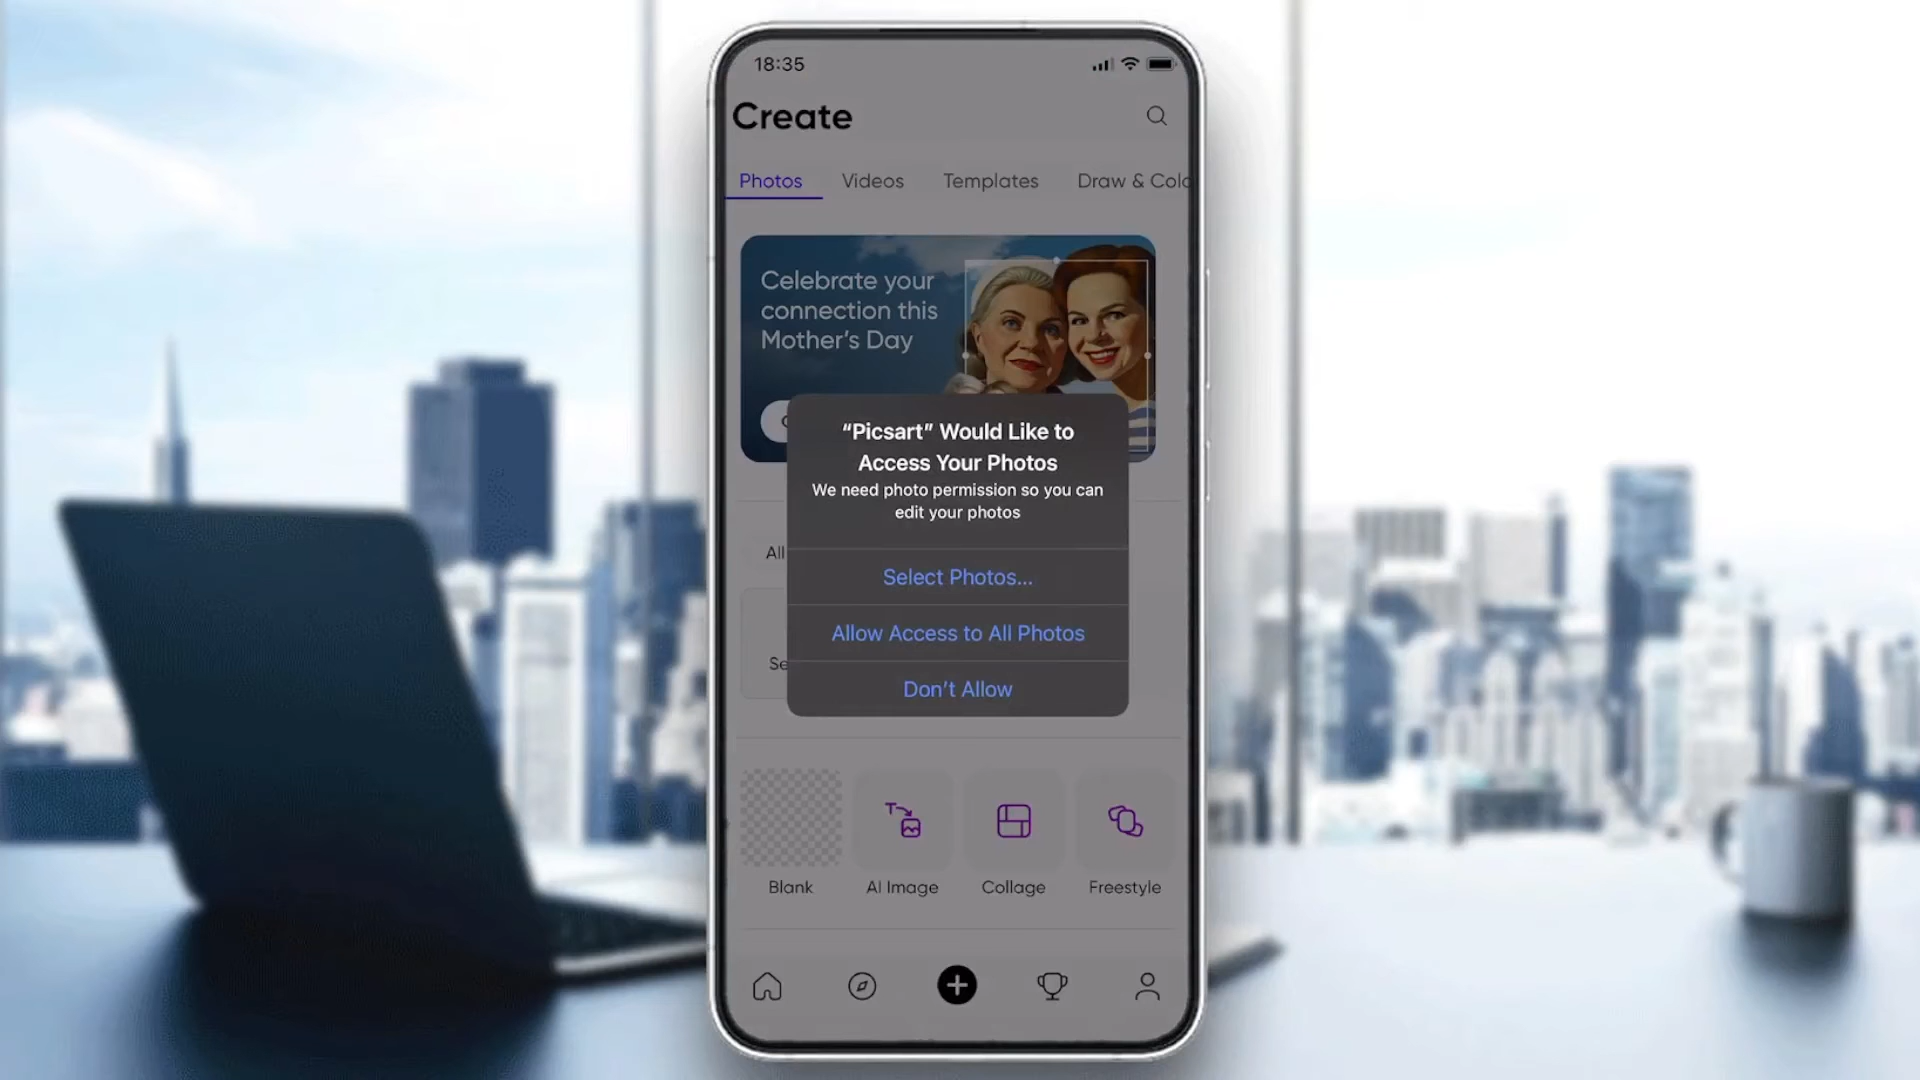 18:35
Create
Photos
Videos
Templates
Draw & Colo
Celebrate your
connection this
Mother's Day
“Picsart” Would Like to
Access Your Photos
We need photo permission so you can
edit your photos
All
Select Photos...
Allow Access to All Photos
Se
Don’t Allow
Blank
AI Image
Collage
Freestyle